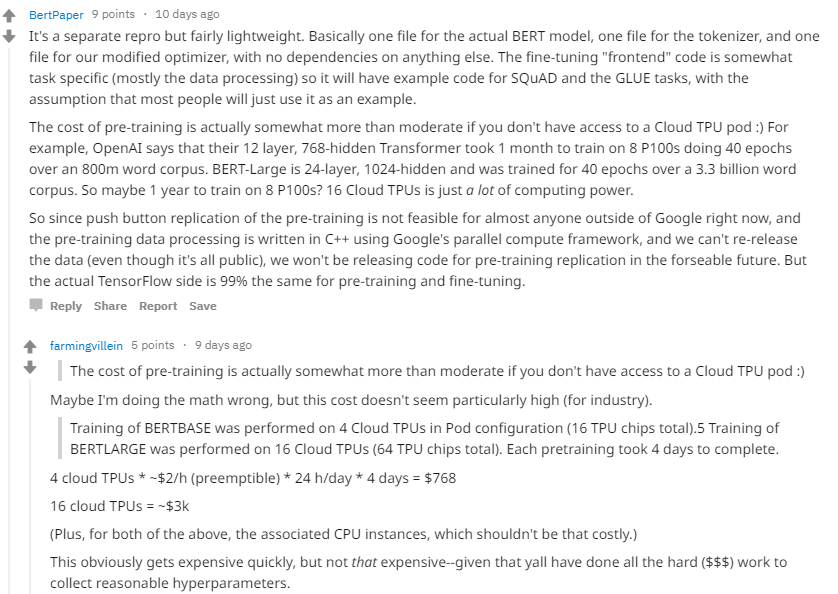 BertPaper 9 points · 10 days ago
It's a separate repro but fairly lightweight. Basically one file for the actual BERT model, one file for the tokenizer, and one
file for our modified optimizer, with no dependencies on anything else. The fine-tuning "frontend" code is somewhat
task specific (mostly the data processing) so it will have example code for SQuAD and the GLUE tasks, with the
assumption that most people will just use it as an example.
The cost of pre-training is actually somewhat more than moderate if you don't have access to a Cloud TPU pod :) For
example, OpenAI says that their 12 layer, 768-hidden Transformer took 1 month to train on 8 P100s doing 40 epochs
over an 800m word corpus. BERT-Large is 24-layer, 1024-hidden and was trained for 40 epochs over a 3.3 billion word
corpus. So maybe 1 year to train on 8 P100s? 16 Cloud TPUs is just a lot of computing power.
So since push button replication of the pre-training is not feasible for almost anyone outside of Google right now, and
the pre-training data processing is written in C++ using Google's parallel compute framework, and we can't re-release
the data (even though it's all public), we won't be releasing code for pre-training replication in the forseable future. But
the actual TensorFlow side is 99% the same for pre-training and fine-tuning.
Reply Share Report Save
farmingvillein 5 points · 9 days ago
The cost of pre-training is actually somewhat more than moderate if you don't have access to a Cloud TPU pod :)
Maybe I'm doing the math wrong, but this cost doesn't seem particularly high (for industry).
Training of BERTBASE was performed on 4 Cloud TPUs in Pod configuration (16 TPU chips total).5 Training of
BERTLARGE was performed on 16 Cloud TPUs (64 TPU chips total). Each pretraining took 4 days to complete.
4 cloud TPUs * ~$2/h (preemptible) * 24 h/day * 4 days = $768
16 cloud TPUs = ~$3k
(Plus, for both of the above, the associated CPU instances, which shouldn't be that costly.)
This obviously gets expensive quickly, but not that expensive--given that yall have done all the hard ($$$) work to
collect reasonable hyperparameters.